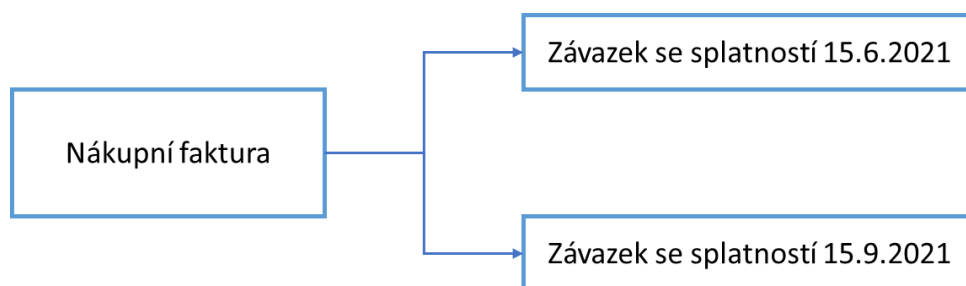 Závazek se splatností 15.6.2021
Nákupní faktura
Závazek se splatností 15.9.2021